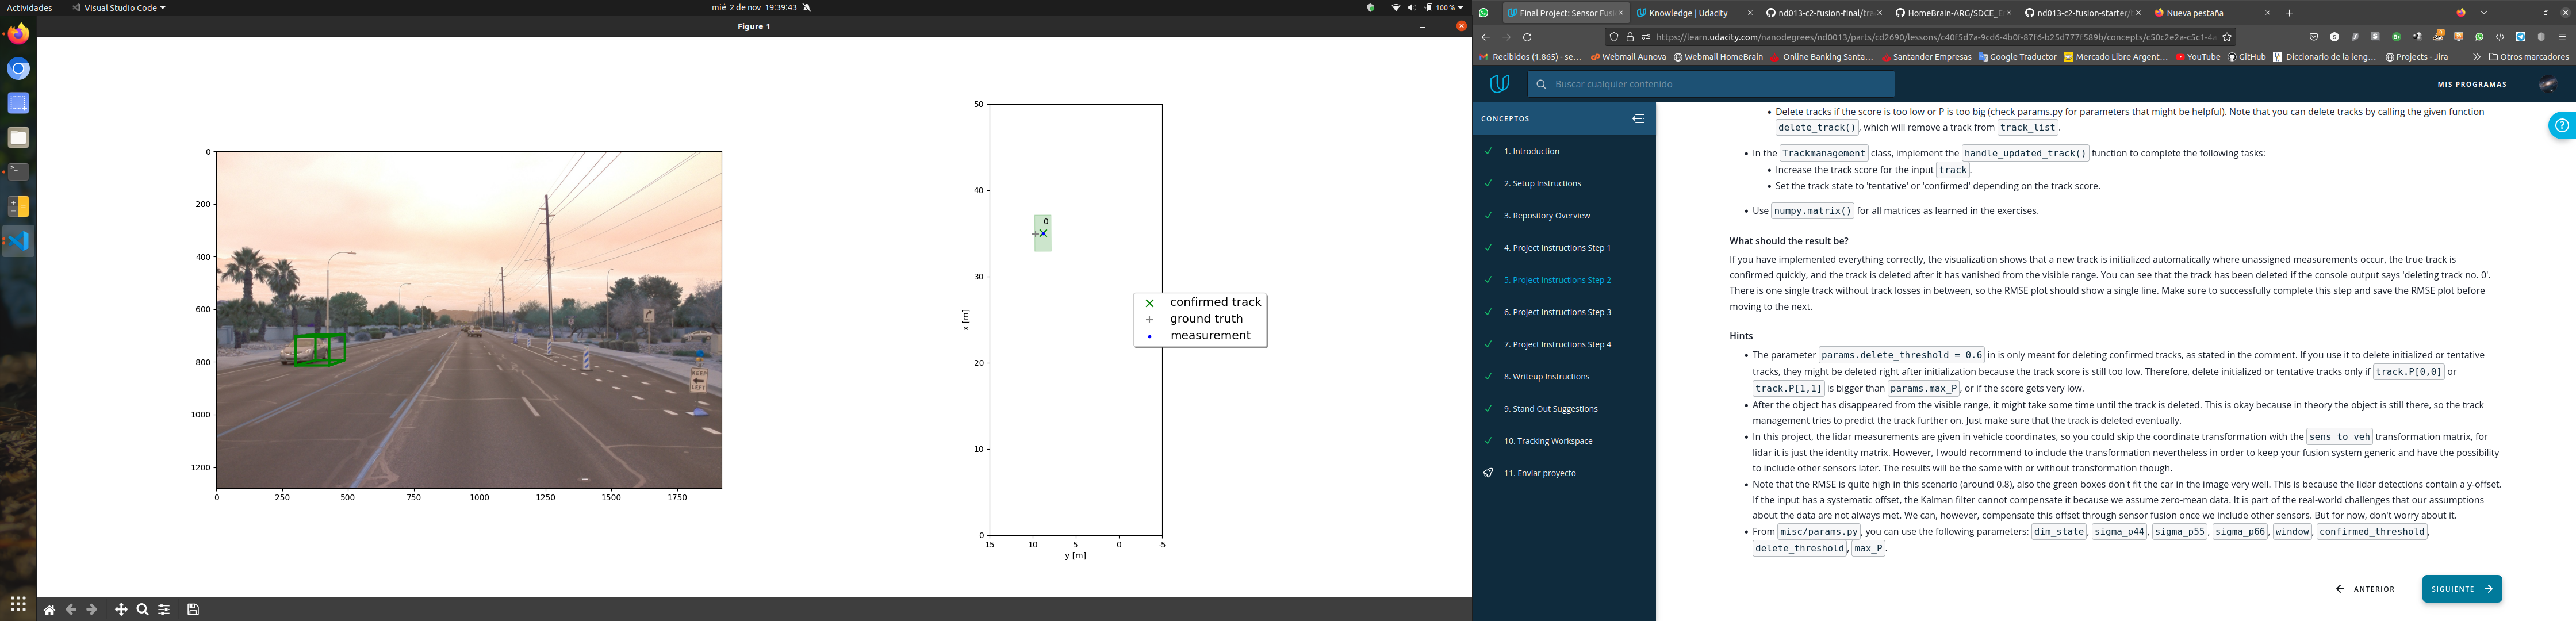 Actividades
Visual Studio Code
mié 2 de nov 19:39:43
100 %
Figure 1
0
200
400
600
800
1000
1200
0 250 500 750 1000 1250 1500 1750
KEEP
LEFT
50
40
30
20
10
0
15 10 5 0 -5
x [m]
y [m]
0
confirmed track
ground truth
measurement
Final Project: Sensor Fus
Knowledge | Udacity
nd013-c2-fusion-final/tra
HomeBrain-ARG/SDCE_E
nd013-c2-fusion-starter/
Nueva pestaña
https://learn.udacity.com/nanodegrees/nd0013/parts/cd2690/lessons/c40f5d7a-9cd6-4b0f-87f6-b25d777f589b/concepts/c50c2e2a-c5c1-4
Recibidos (1.865) - se...
Webmail Aunova
Webmail HomeBrain
Online Banking Santa...
Santander Empresas
Google Traductor
Mercado Libre Argent...
YouTube
GitHub
Diccionario de la leng...
Projects - Jira
Otros marcadores
Buscar cualquier contenido
MIS PROGRAMAS
CONCEPTOS
1. Introduction
2. Setup Instructions
3. Repository Overview
4. Project Instructions Step 1
5. Project Instructions Step 2
6. Project Instructions Step 3
7. Project Instructions Step 4
8. Writeup Instructions
9. Stand Out Suggestions
10. Tracking Workspace
11. Enviar proyecto
Delete tracks if the score is too low or P is too big (check params.py for parameters that might be helpful). Note that you can delete tracks by calling the given function
delete_track() , which will remove a track from track_list .
In the Trackmanagement class, implement the handle_updated_track() function to complete the following tasks:
Increase the track score for the input track .
Set the track state to 'tentative' or 'confirmed' depending on the track score.
Use numpy.matrix() for all matrices as learned in the exercises.
What should the result be?
If you have implemented everything correctly, the visualization shows that a new track is initialized automatically where unassigned measurements occur, the true track is
confirmed quickly, and the track is deleted after it has vanished from the visible range. You can see that the track has been deleted if the console output says 'deleting track no. 0'.
There is one single track without track losses in between, so the RMSE plot should show a single line. Make sure to successfully complete this step and save the RMSE plot before
moving to the next.
Hints
The parameter params.delete_threshold = 0.6 in is only meant for deleting confirmed tracks, as stated in the comment. If you use it to delete initialized or tentative
tracks, they might be deleted right after initialization because the track score is still too low. Therefore, delete initialized or tentative tracks only if track.P[0,0] or
track.P[1,1] is bigger than params.max_P , or if the score gets very low.
After the object has disappeared from the visible range, it might take some time until the track is deleted. This is okay because in theory the object is still there, so the track
management tries to predict the track further on. Just make sure that the track is deleted eventually.
In this project, the lidar measurements are given in vehicle coordinates, so you could skip the coordinate transformation with the sens_to_veh transformation matrix, for
lidar it is just the identity matrix. However, I would recommend to include the transformation nevertheless in order to keep your fusion system generic and have the possibility
to include other sensors later. The results will be the same with or without transformation though.
Note that the RMSE is quite high in this scenario (around 0.8), also the green boxes don't fit the car in the image very well. This is because the lidar detections contain a y-offset.
If the input has a systematic offset, the Kalman filter cannot compensate it because we assume zero-mean data. It is part of the real-world challenges that our assumptions
about the data are not always met. We can, however, compensate this offset through sensor fusion once we include other sensors. But for now, don't worry about it.
From misc/params.py , you can use the following parameters: dim_state , sigma_p44 , sigma_p55 , sigma_p66 , window , confirmed_threshold ,
delete_threshold , max_P .
ANTERIOR
SIGUIENTE